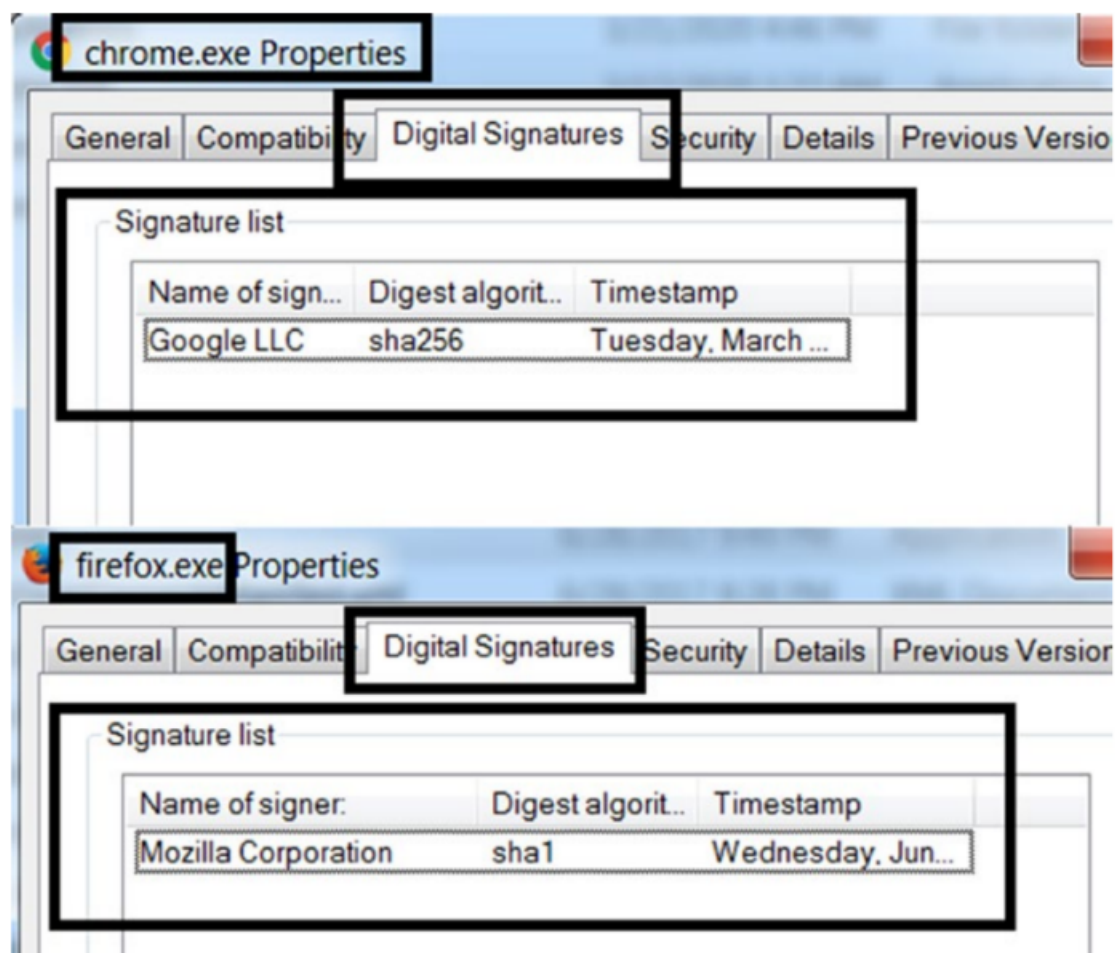 chrome.exe Properties
General Compatibility Digital Signatures Security Details Previous Versio
Signature list
Name of sign... Digest algorit... Timestamp
Google LLC sha256 Tuesday, March ...
firefox.exe Properties
General Compatibility Digital Signatures Security Details Previous Version
Signature list
Name of signer: Digest algorit... Timestamp
Mozilla Corporation sha1 Wednesday, Jun...